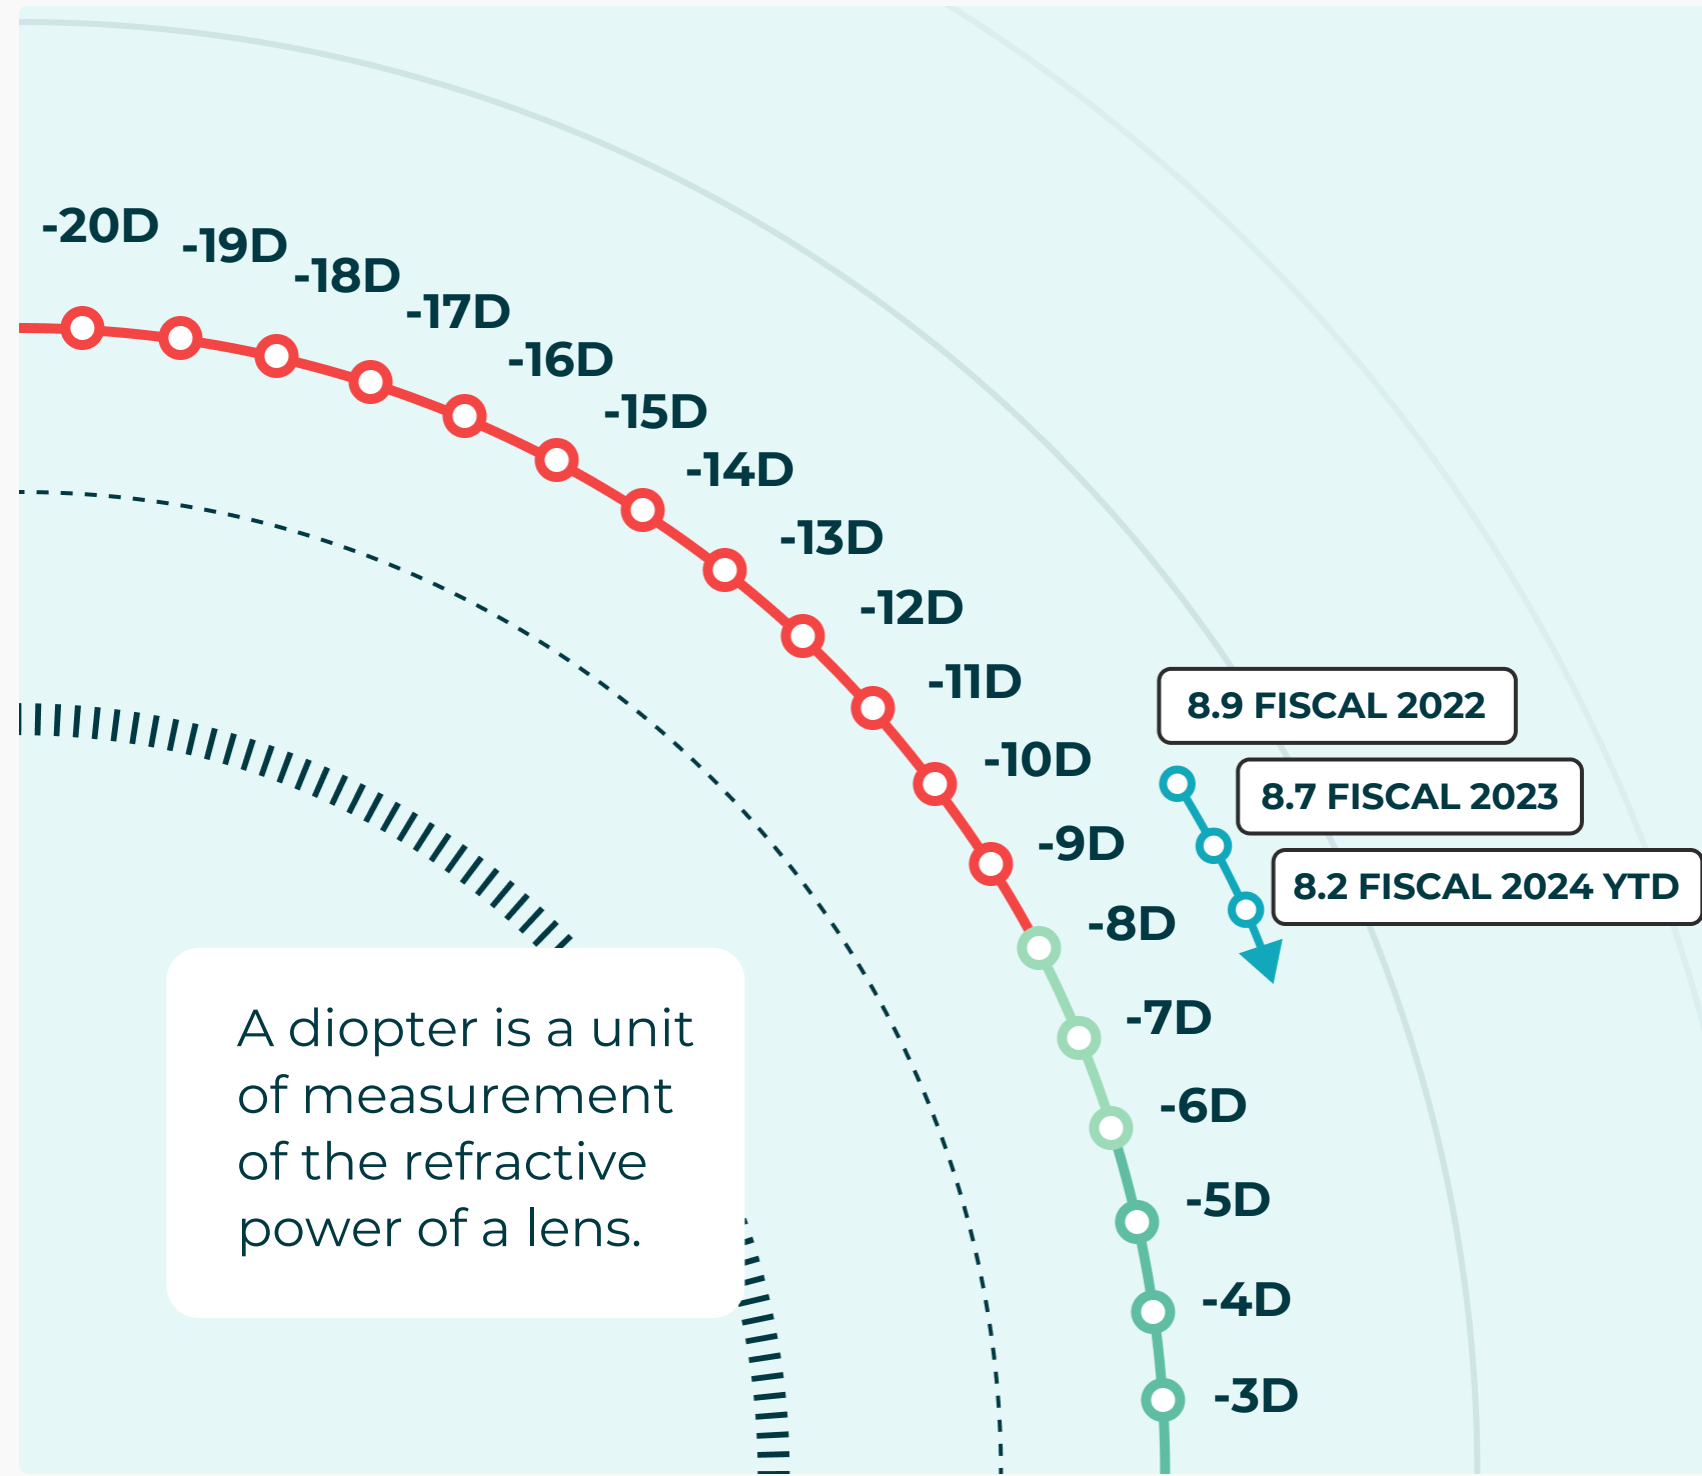 -20D
-19D
-18D
-17D
-16D
-15D
-14D
-13D
-12D
-11D
-10D
-9D
-8D
-7D
-6D
-5D
-4D
-3D
8.9 FISCAL 2022
8.7 FISCAL 2023
8.2 FISCAL 2024 YTD
A diopter is a unit
of measurement
of the refractive
power of a lens.